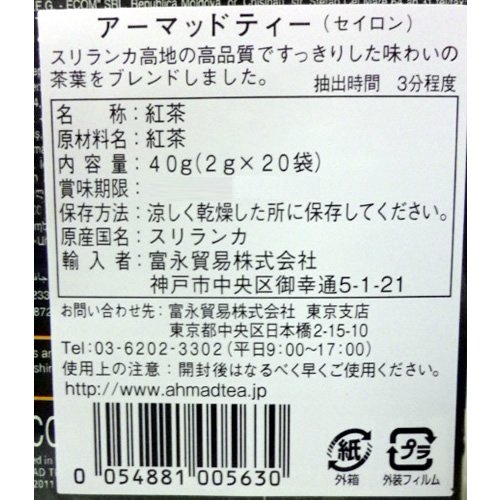 アーマッドティー（セイロン）
スリランカ高地の高品質ですっきりした味わいの
茶葉をブレンドしました。 抽出時間 3分程度
名 称：紅茶
原材料名：紅茶
内 容 量：40g(2g×20袋)
賞味期限：
保存方法：涼しく乾燥した所に保存してください。
原産国名：スリランカ
輸 入 者：富永貿易株式会社
神戸市中央区御幸通5-1-21
お問い合わせ先：富永貿易株式会社 東京支店
東京都中央区日本橋2-15-10
Tel：03-6202-3302（平日9:00～17:00）
使用上の注意：開封後はなるべく早くご使用ください。
http://www.ahmadtea.jp
0 054881 005630
紙
外箱
プラ
外装フィルム